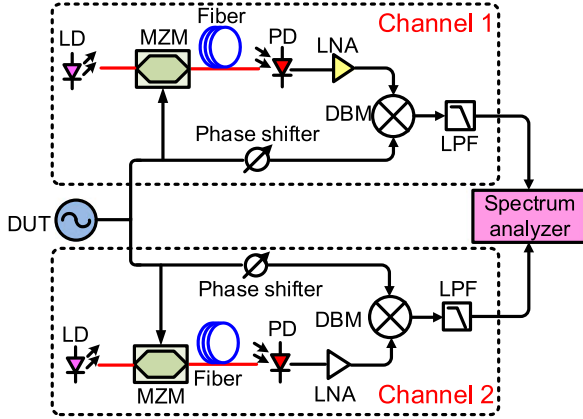 Fiber
Channel 1
LD
MZM
PD
LNA
DBM
LPF
Phase shifter
DUT
Spectrum
analyzer
Phase shifter
DBM
LPF
LD
PD
MZM
Fiber
LNA
Channel 2